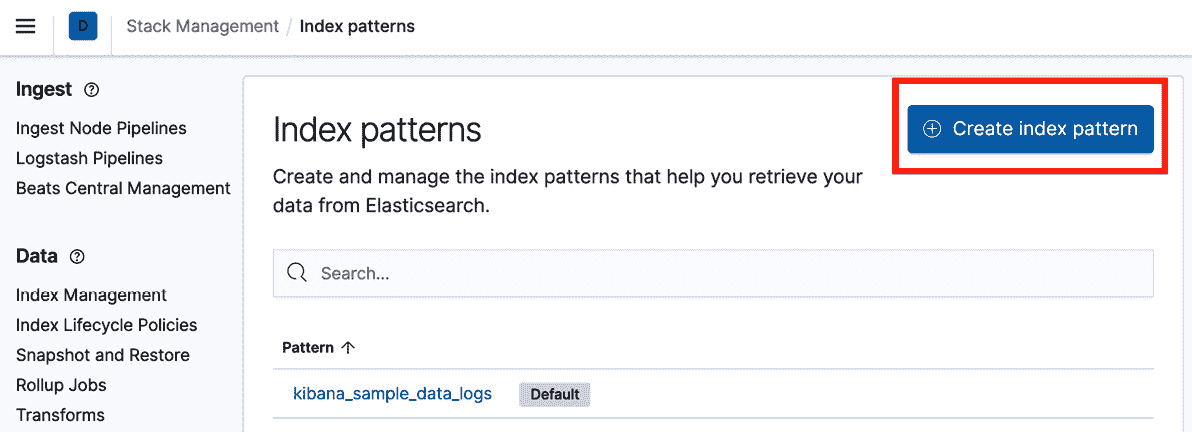 D Stack Management / Index patterns
Ingest
Ingest Node Pipelines
Logstash Pipelines
Beats Central Management
Data
Index Management
Index Lifecycle Policies
Snapshot and Restore
Rollup Jobs
Transforms
Index patterns
Create index pattern
Create and manage the index patterns that help you retrieve your
data from Elasticsearch.
Search...
Pattern
kibana_sample_data_logs Default